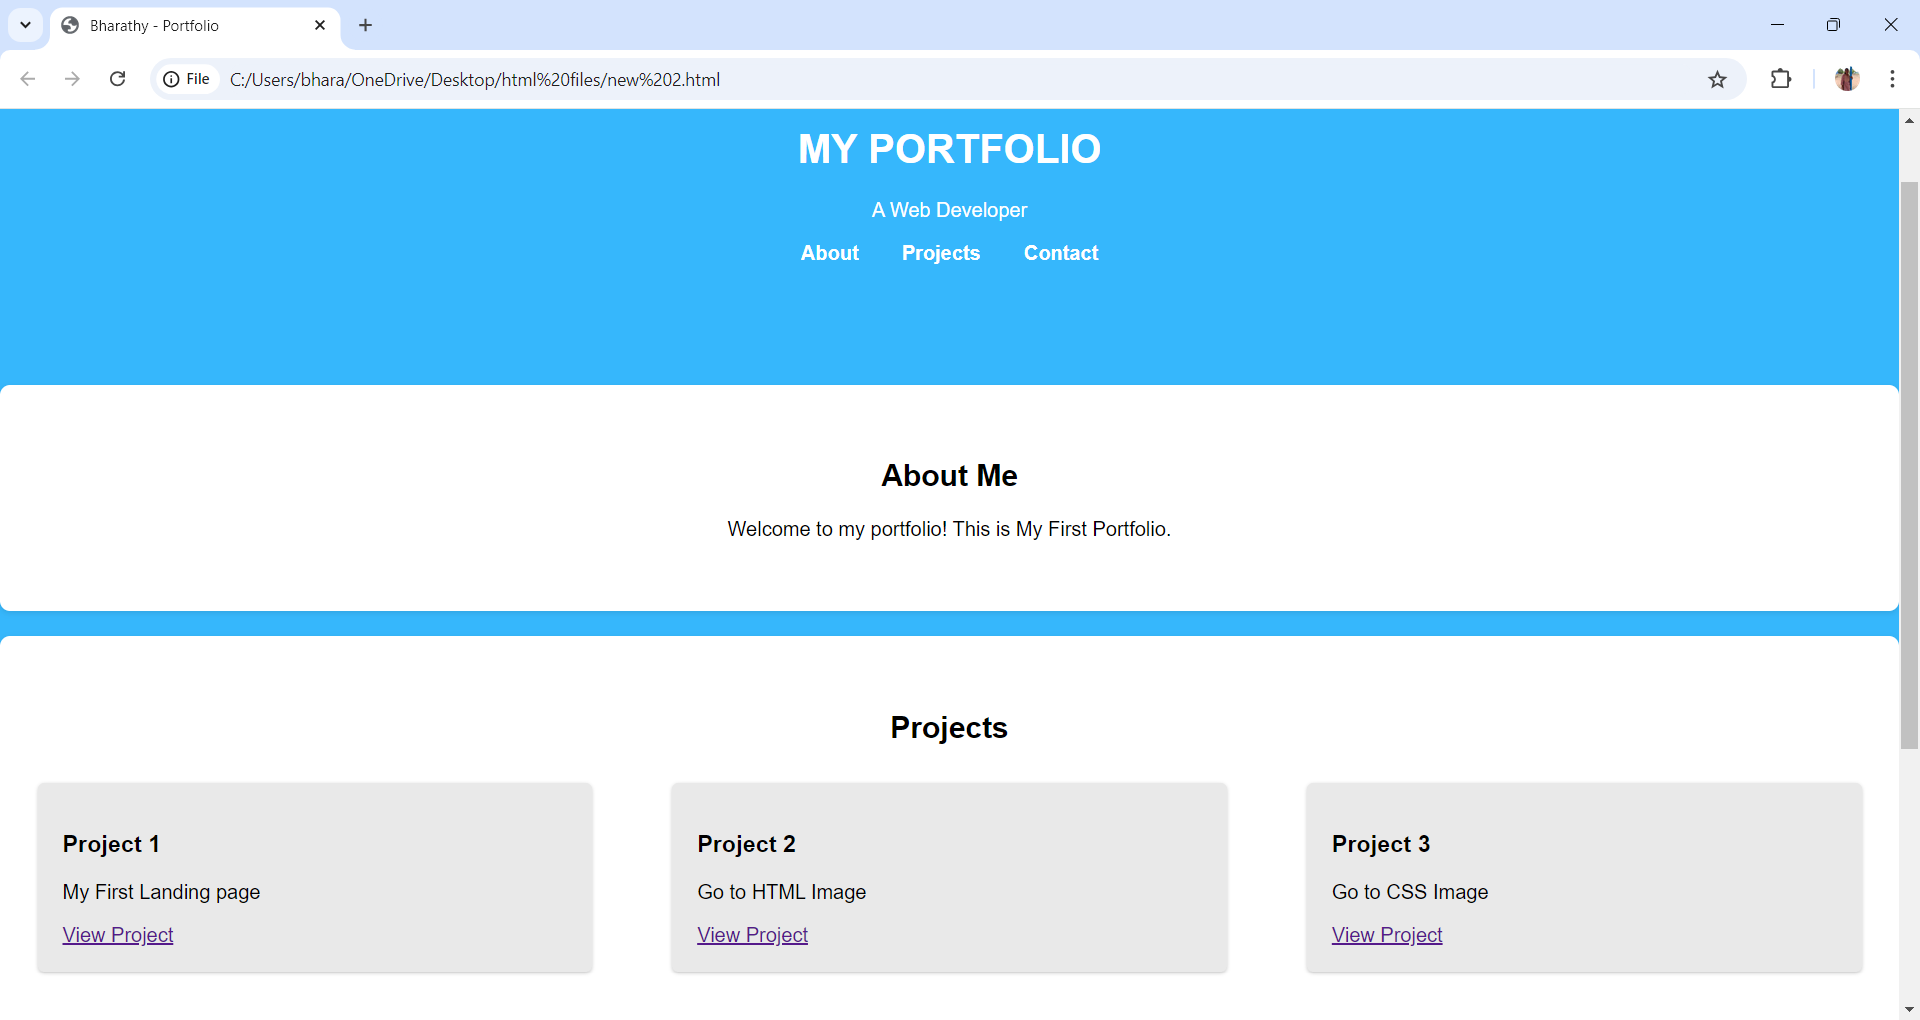 Bharathy - Portfolio
File C:/Users/bhara/OneDrive/Desktop/html%20files/new%202.html
MY PORTFOLIO
A Web Developer
About Projects Contact
About Me
Welcome to my portfolio! This is My First Portfolio.
Projects
Project 1
My First Landing page
View Project
Project 2
Go to HTML Image
View Project
Project 3
Go to CSS Image
View Project